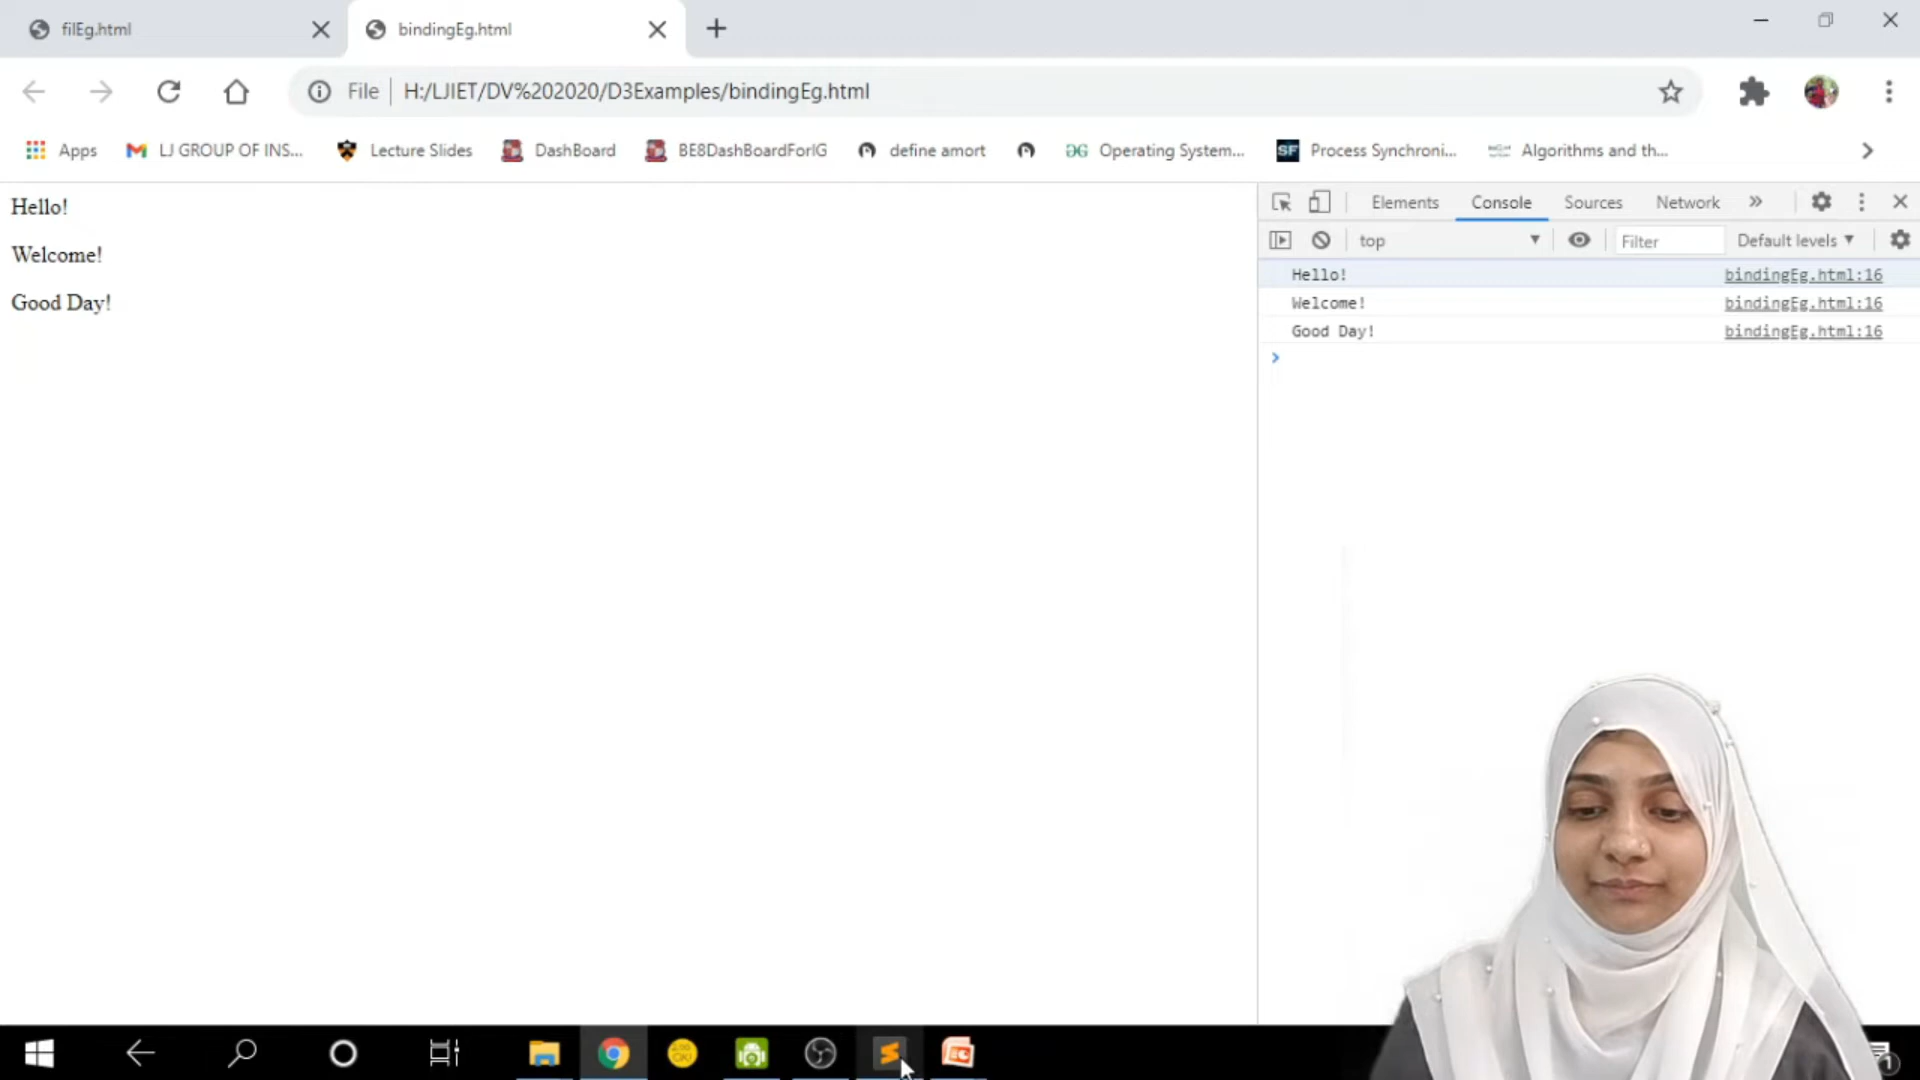 filEg.html
bindingEg.html
File
H:/LJIET/DV%202020/D3Examples/bindingEg.html
Apps
LJ GROUP OF INS...
Lecture Slides
DashBoard
BE8DashBoardForIG
define amort
Operating System...
SF
Process Synchroni...
Algorithms and th...
Hello!
Welcome!
Good Day!
Elements
Console
Sources
Network
top
Filter
Default levels
Hello! bindingEg.html:16
Welcome! bindingEg.html:16
Good Day! bindingEg.html:16
1